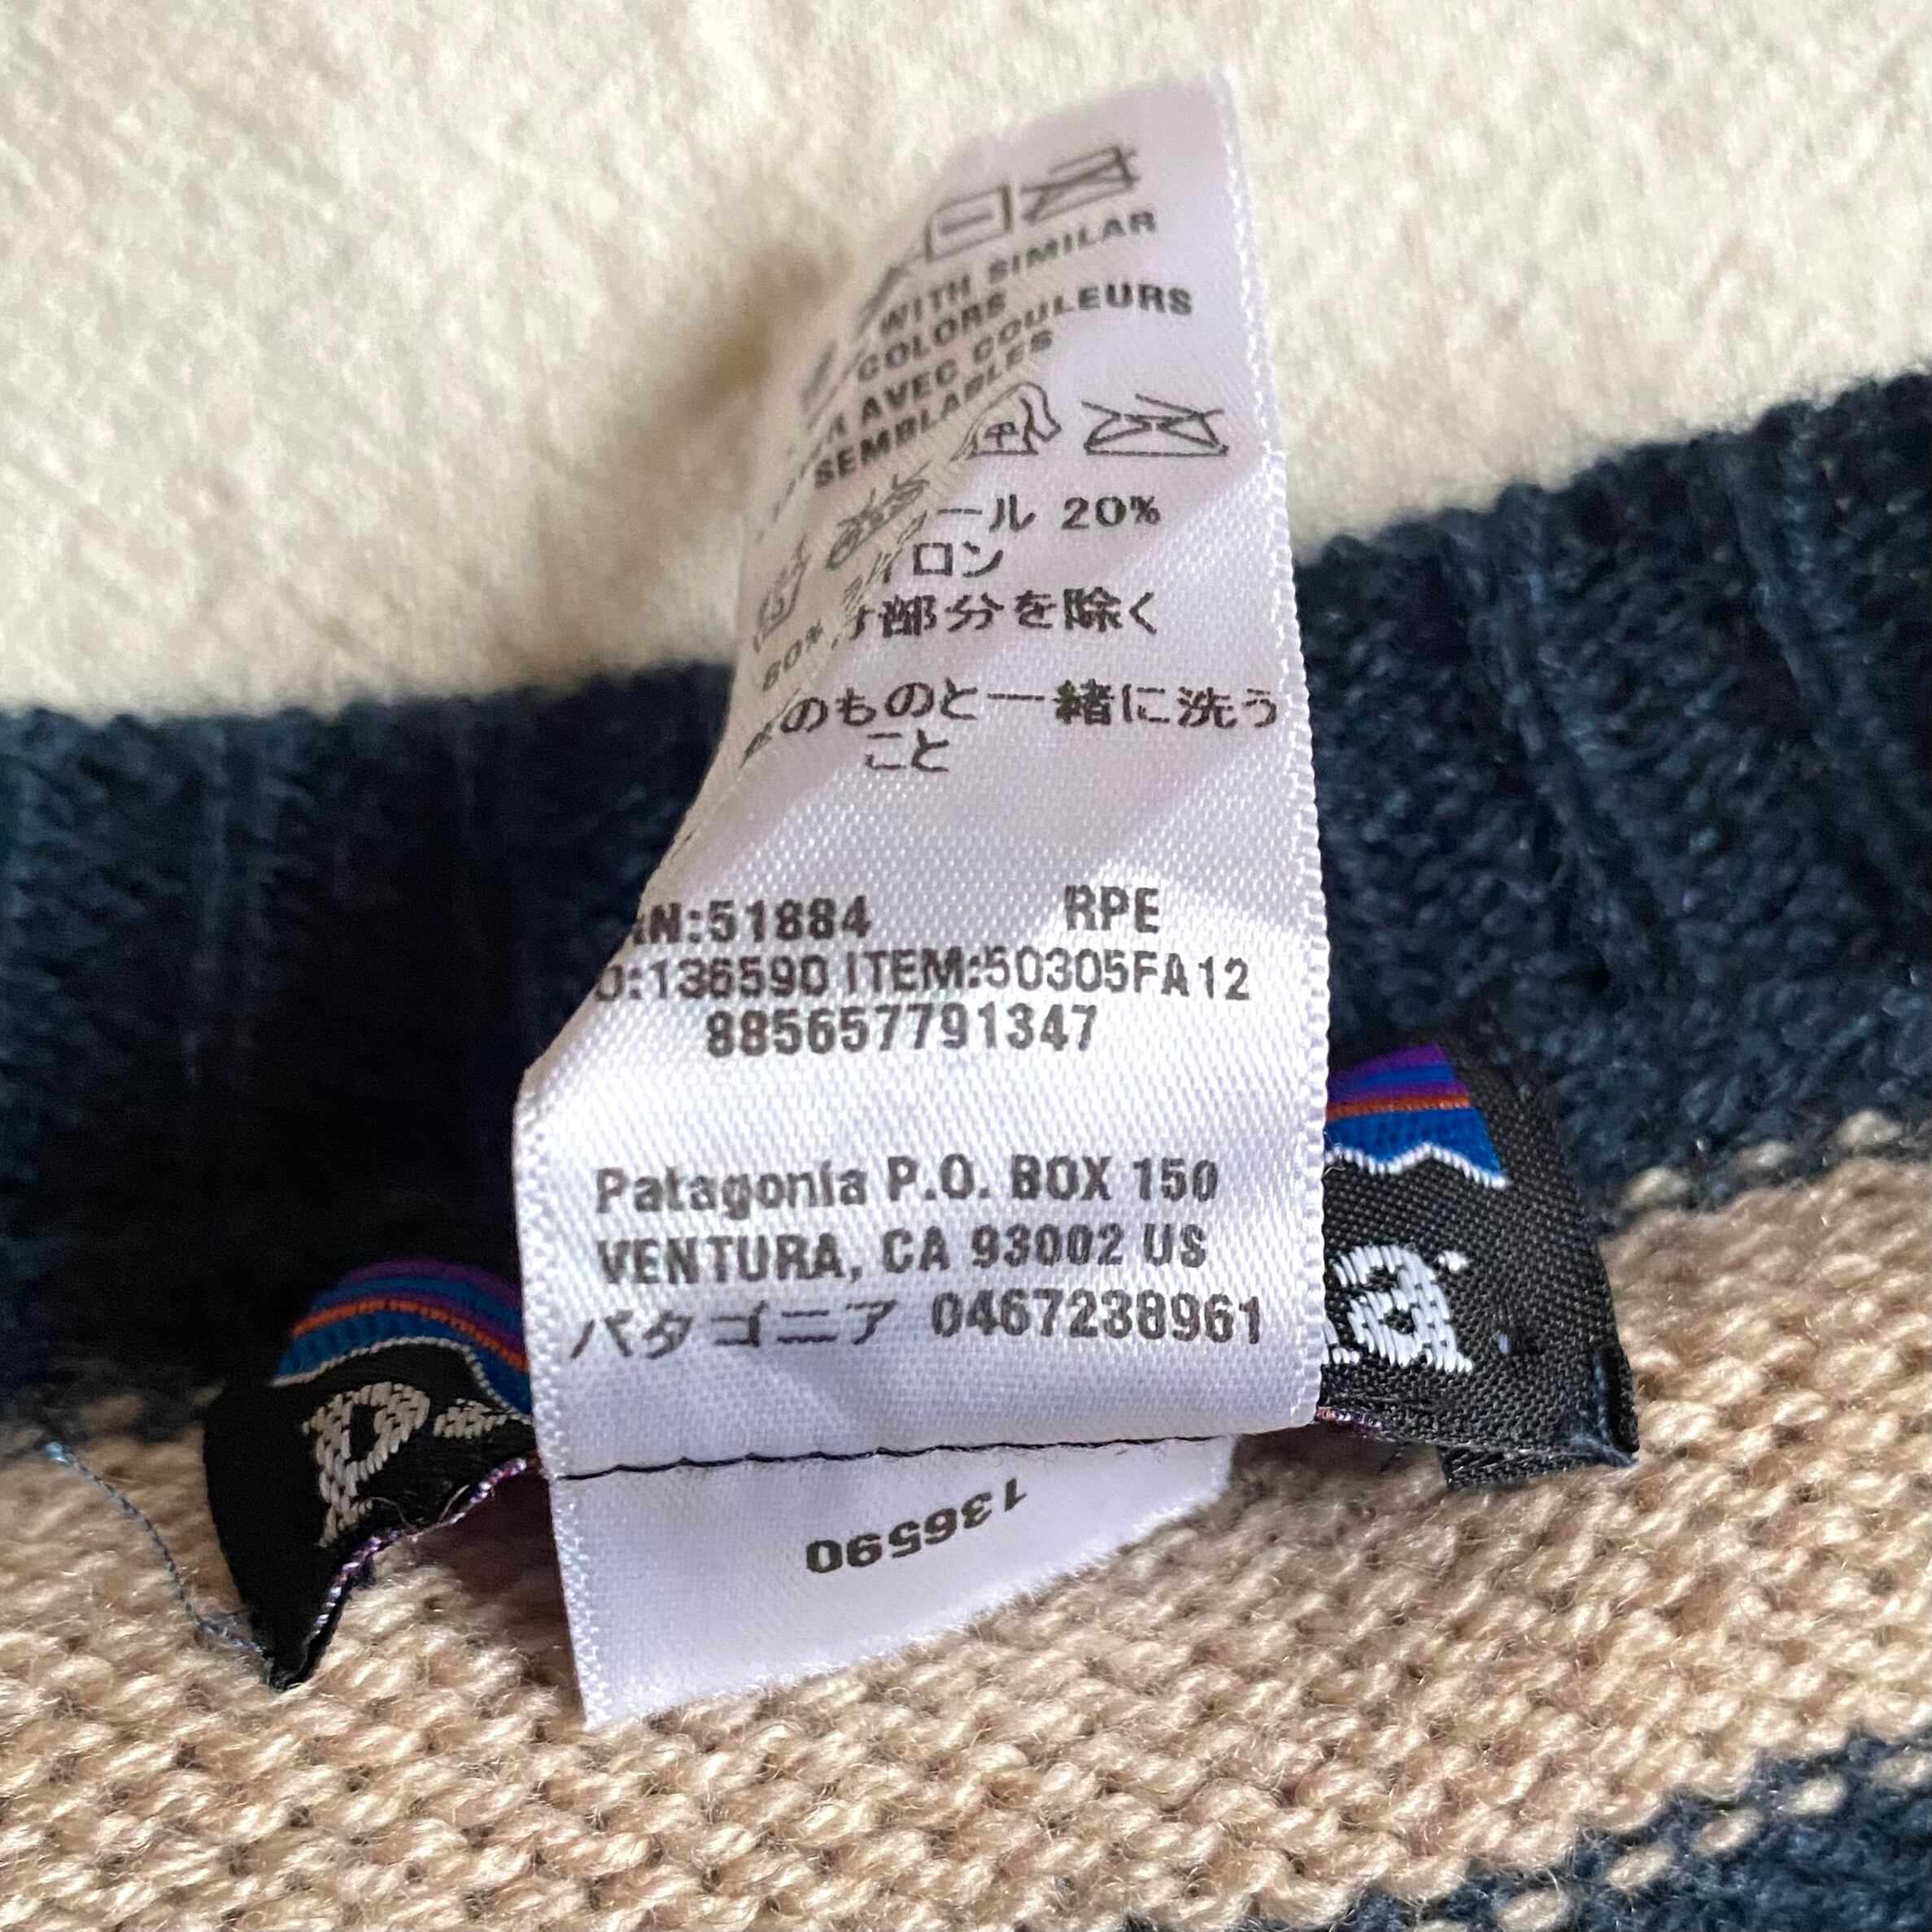 WITH SIMILAR
COLORS
AVEC COULEURS
SEMBLABLES
ール 20%
80%
部分を除く
のものと一緒に洗う
こと
RN:51884 RPE
O:136590 ITEM:50305FA12
885657791347
Patagonia P.O. BOX 150
VENTURA, CA 93002 US
パタゴニア 0467238961
136590